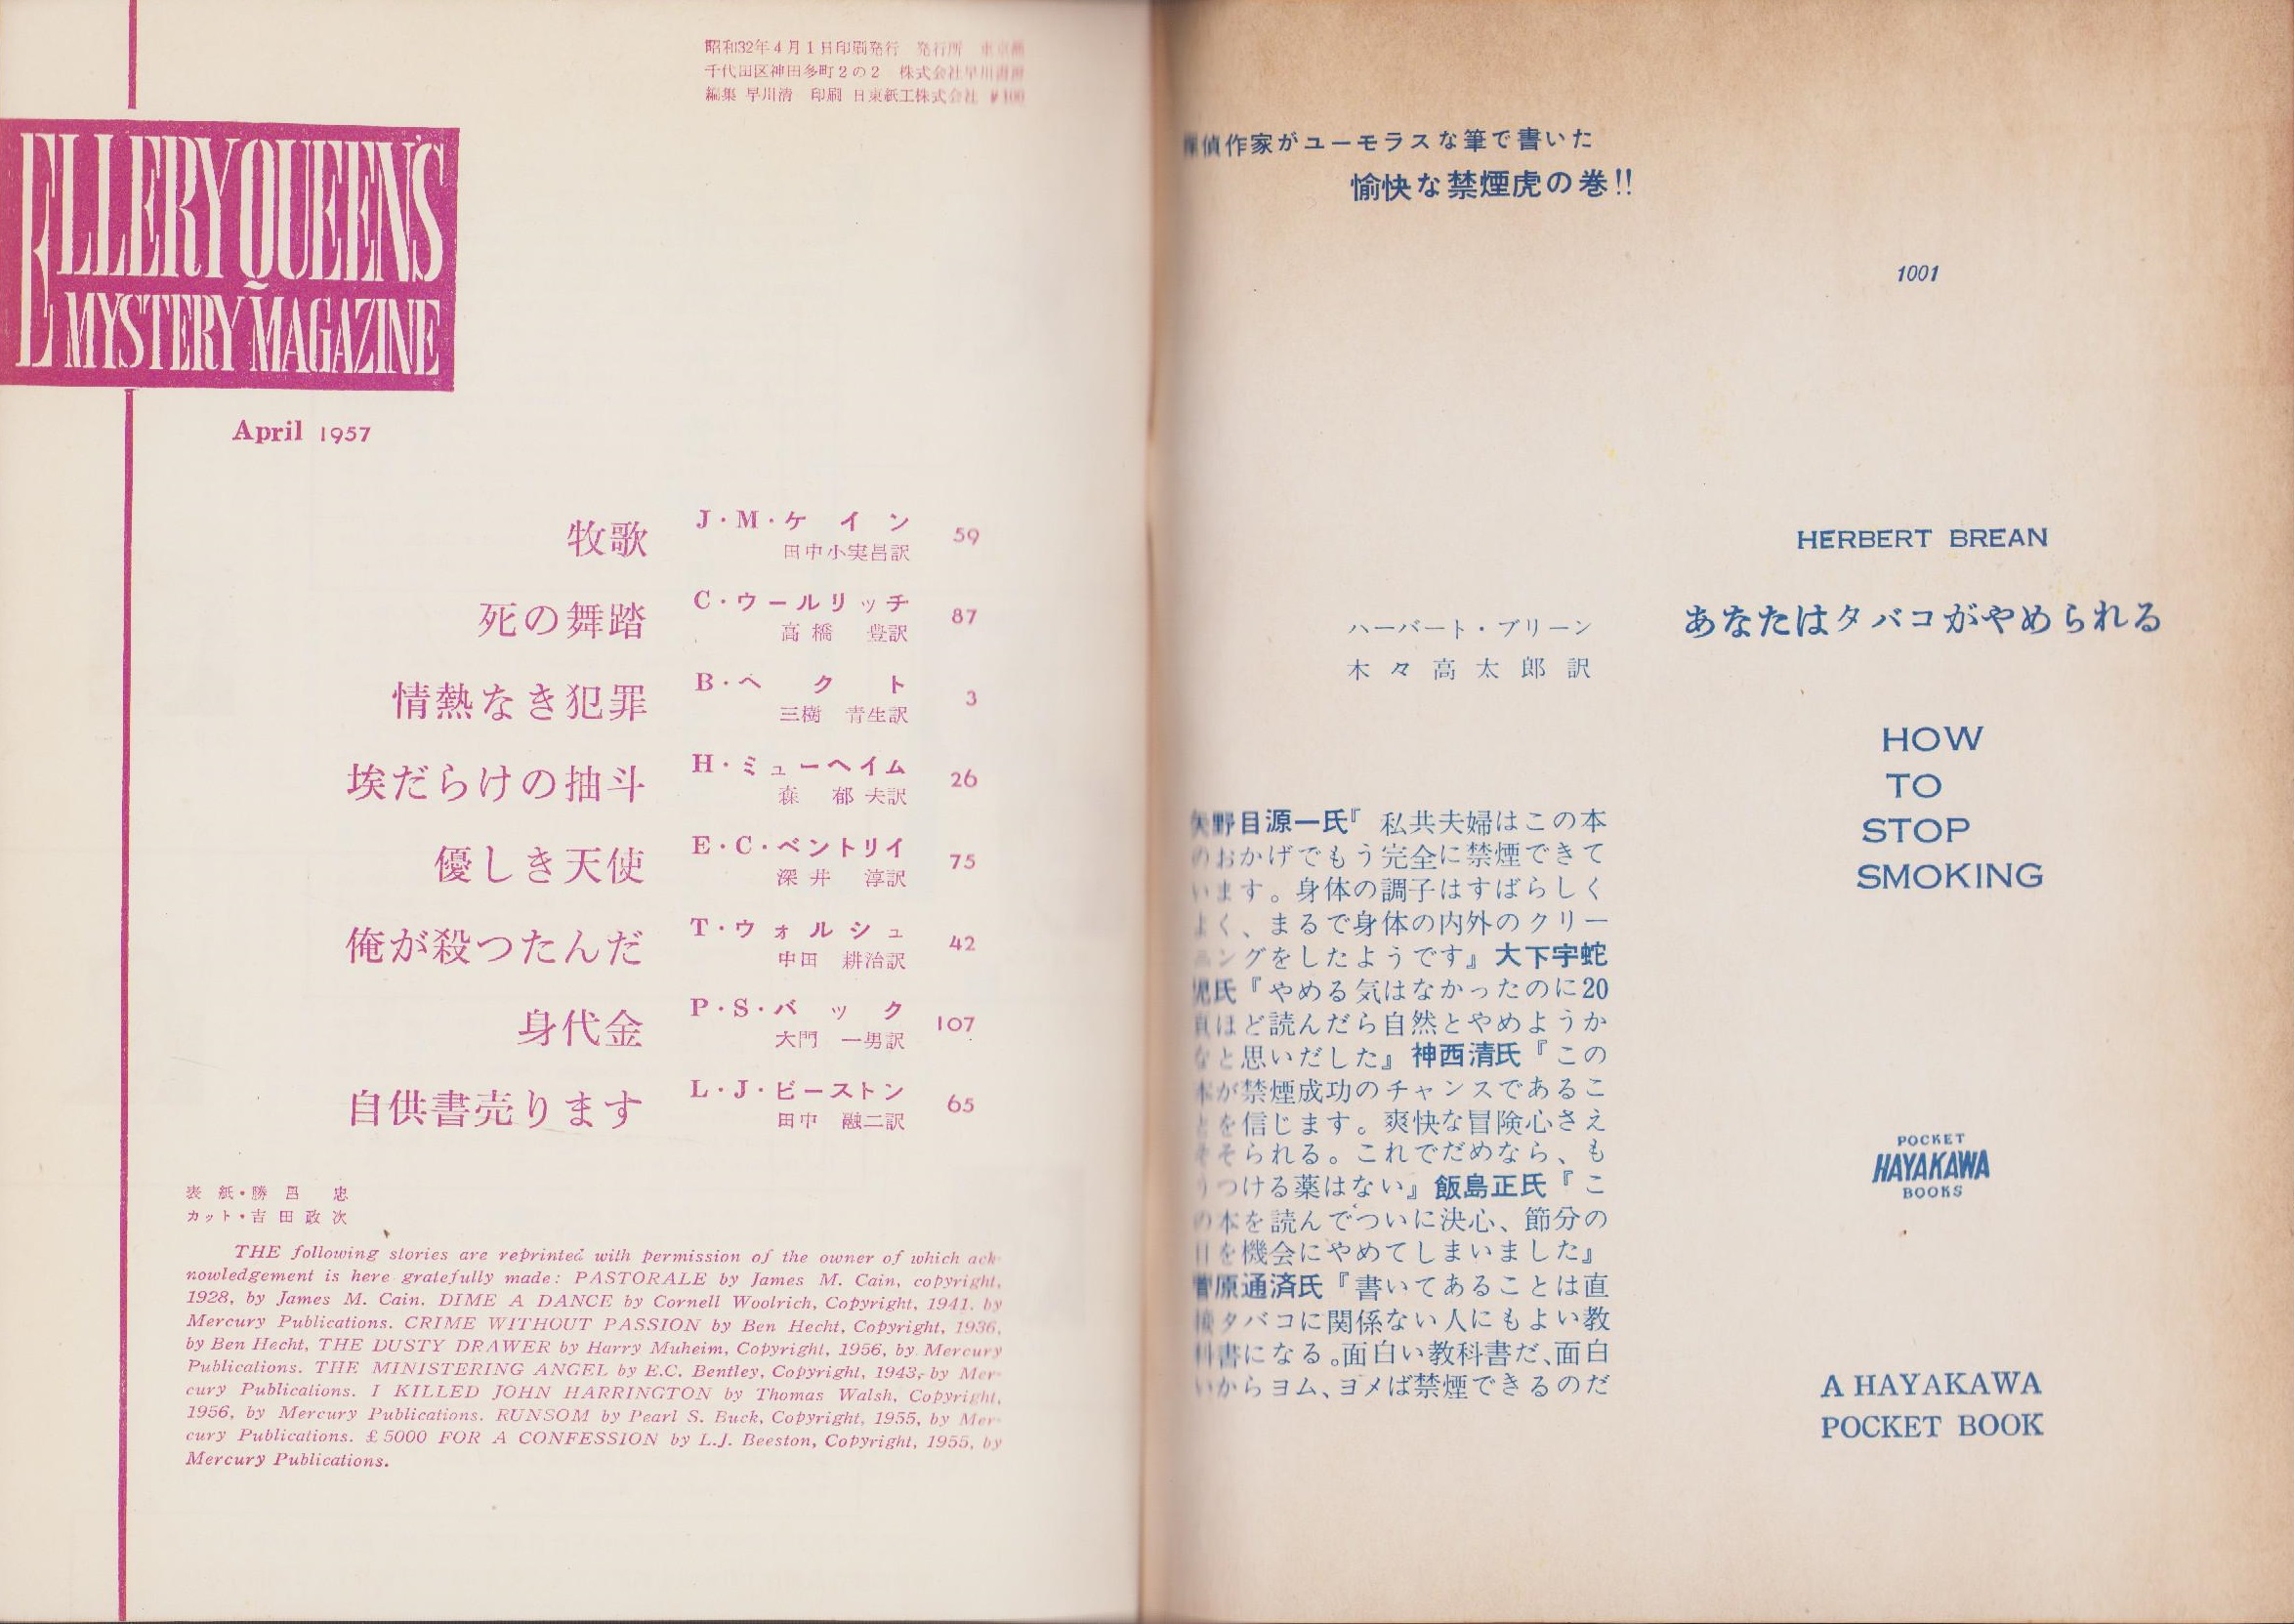 昭和32年4月1日印刷発行 発行所 東京都
千代田区神田多町2の2 株式会社早川書房
編集 早川清 印刷 日東紙工株式会社 ¥100
ELLERY QUEEN'S
MYSTERY MAGAZINE
April 1957
牧歌 J・M・ケイン 59
田中小実昌訳
死の舞踏 C・ウールリッチ 87
高橋 豊訳
情熱なき犯罪 B・ヘクト 3
三樹 青生訳
埃だらけの抽斗 H・ミューヘイム 26
森 郁夫訳
優しき天使 E・C・ベントリイ 75
深井 淳訳
俺が殺つたんだ T・ウォルシュ 42
中田 耕治訳
身代金 P・S・バック 107
大門 一男訳
自供書売ります L・J・ビーストン 65
田中 融二訳
表紙・勝呂 忠
カット・吉田政次
THE following stories are reprinted with permission of the owner of which ack-
nowledgement is here gratefully made: PASTORALE by James M. Cain, copyright,
1928, by James M. Cain. DIME A DANCE by Cornell Woolrich, Copyright, 1941, by
Mercury Publications. CRIME WITHOUT PASSION by Ben Hecht, Copyright, 1936,
by Ben Hecht, THE DUSTY DRAWER by Harry Muheim, Copyright, 1956, by Mercury
Publications. THE MINISTERING ANGEL by E.C. Bentley, Copyright, 1943, by Mer-
cury Publications. I KILLED JOHN HARRINGTON by Thomas Walsh, Copyright,
1956, by Mercury Publications. RUNSOM by Pearl S. Buck, Copyright, 1955, by Mer-
cury Publications. £5000 FOR A CONFESSION by L.J. Beeston, Copyright, 1955, by
Mercury Publications.
探偵作家がユーモラスな筆で書いた
愉快な禁煙虎の巻!!
1001
HERBERT BREAN
あなたはタバコがやめられる
ハーバート・ブリーン
木々高太郎訳
HOW
TO
STOP
SMOKING
矢野目源一氏『私共夫婦はこの本
のおかげでもう完全に禁煙できて
います。身体の調子はすばらしく
よく、まるで身体の内外のクリー
ニングをしたようです』大下宇蛇
児氏『やめる気はなかったのに20
頁ほど読んだら自然とやめようか
なと思いだした』神西清氏『この
本が禁煙成功のチャンスであるこ
とを信じます。爽快な冒険心さえ
そそられる。これでだめなら、も
うつける薬はない』飯島正氏『こ
の本を読んでついに決心、節分の
日を機会にやめてしまいました』
菅原通済氏『書いてあることは直
接タバコに関係ない人にもよい教
科書になる。面白い教科書だ、面白
いからヨム、ヨメば禁煙できるのだ
POCKET
HAYAKAWA
BOOKS
A HAYAKAWA
POCKET BOOK